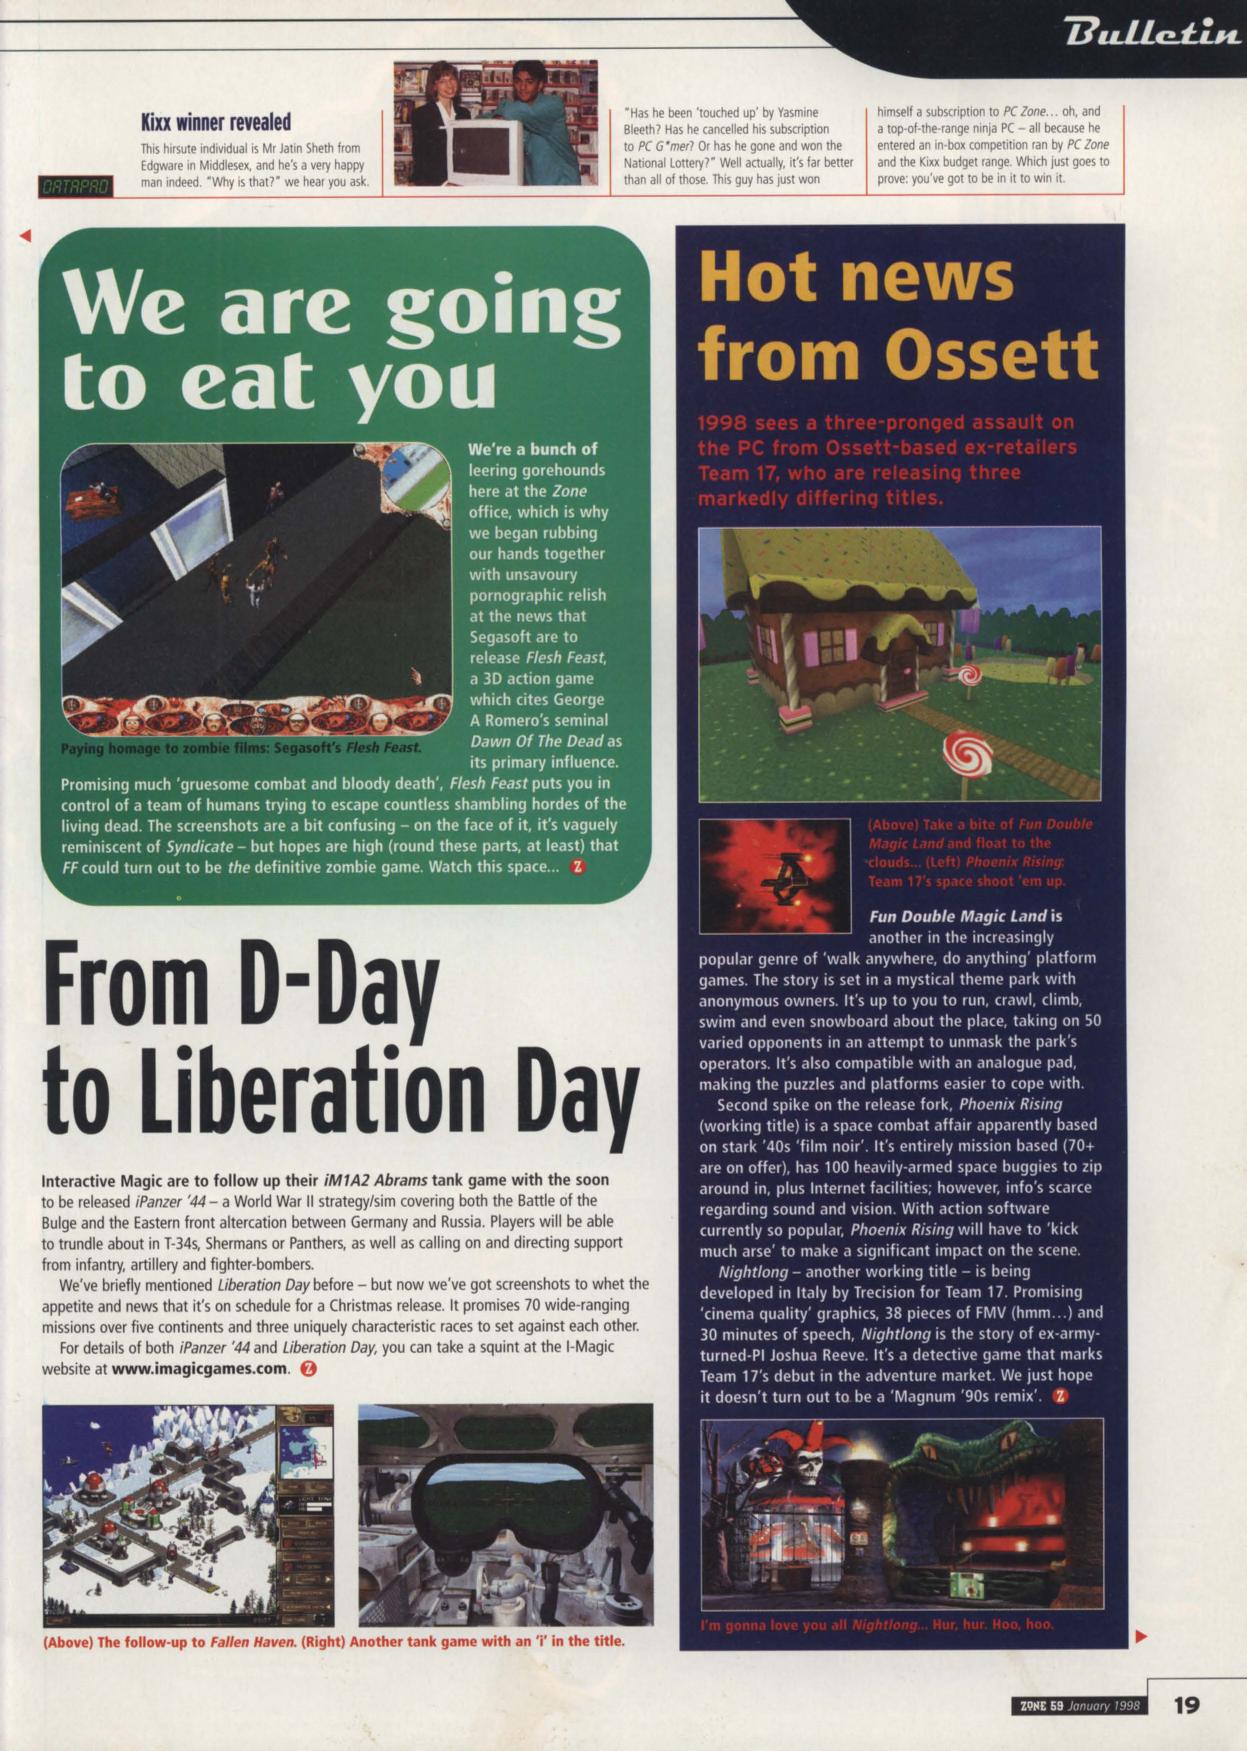 Bulletin
DATAPAD
Kixx winner revealed
This hirsute individual is Mr Jatin Sheth from
Edgware in Middlesex, and he's a very happy
man indeed. "Why is that?" we hear you ask.
"Has he been 'touched up' by Yasmine
Bleeth? Has he cancelled his subscription
to PC G*mer? Or has he gone and won the
National Lottery?" Well actually, it's far better
than all of those. This guy has just won
himself a subscription to PC Zone... oh, and
a top-of-the-range ninja PC – all because he
entered an in-box competition ran by PC Zone
and the Kixx budget range. Which just goes to
prove: you've got to be in it to win it.
We are going
to eat you
We're a bunch of
leering gorehounds
here at the Zone
office, which is why
we began rubbing
our hands together
with unsavoury
pornographic relish
at the news that
Segasoft are to
release Flesh Feast,
a 3D action game
which cites George
A Romero's seminal
Dawn Of The Dead as
its primary influence.
Paying homage to zombie films: Segasoft's Flesh Feast.
Promising much 'gruesome combat and bloody death', Flesh Feast puts you in
control of a team of humans trying to escape countless shambling hordes of the
living dead. The screenshots are a bit confusing – on the face of it, it's vaguely
reminiscent of Syndicate – but hopes are high (round these parts, at least) that
FF could turn out to be the definitive zombie game. Watch this space... Z
From D-Day
to Liberation Day
Interactive Magic are to follow up their iM1A2 Abrams tank game with the soon
to be released iPanzer '44 – a World War II strategy/sim covering both the Battle of the
Bulge and the Eastern front altercation between Germany and Russia. Players will be able
to trundle about in T-34s, Shermans or Panthers, as well as calling on and directing support
from infantry, artillery and fighter-bombers.
We've briefly mentioned Liberation Day before – but now we've got screenshots to whet the
appetite and news that it's on schedule for a Christmas release. It promises 70 wide-ranging
missions over five continents and three uniquely characteristic races to set against each other.
For details of both iPanzer '44 and Liberation Day, you can take a squint at the I-Magic
website at www.imagicgames.com. Z
(Above) The follow-up to Fallen Haven. (Right) Another tank game with an 'i' in the title.
Hot news
from Ossett
1998 sees a three-pronged assault on
the PC from Ossett-based ex-retailers
Team 17, who are releasing three
markedly differing titles.
(Above) Take a bite of Fun Double
Magic Land and float to the
clouds... (Left) Phoenix Rising:
Team 17's space shoot 'em up.
Fun Double Magic Land is
another in the increasingly
popular genre of 'walk anywhere, do anything' platform
games. The story is set in a mystical theme park with
anonymous owners. It's up to you to run, crawl, climb,
swim and even snowboard about the place, taking on 50
varied opponents in an attempt to unmask the park's
operators. It's also compatible with an analogue pad,
making the puzzles and platforms easier to cope with.
Second spike on the release fork, Phoenix Rising
(working title) is a space combat affair apparently based
on stark '40s 'film noir'. It's entirely mission based (70+
are on offer), has 100 heavily-armed space buggies to zip
around in, plus Internet facilities; however, info's scarce
regarding sound and vision. With action software
currently so popular, Phoenix Rising will have to 'kick
much arse' to make a significant impact on the scene.
Nightlong – another working title – is being
developed in Italy by Trecision for Team 17. Promising
'cinema quality' graphics, 38 pieces of FMV (hmm...) and
30 minutes of speech, Nightlong is the story of ex-army-
turned-PI Joshua Reeve. It's a detective game that marks
Team 17's debut in the adventure market. We just hope
it doesn't turn out to be a 'Magnum '90s remix'. Z
I'm gonna love you all Nightlong... Hur, hur. Hoo, hoo.
ZONE 59 January 1998
19